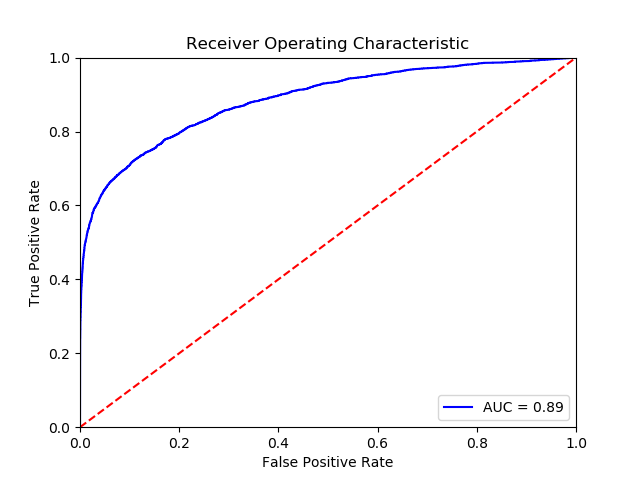 Receiver Operating Characteristic
1.0
0.8
0.6
0.4
0.2
0.0
True Positive Rate
AUC = 0.89
0.0 0.2 0.4 0.6 0.8 1.0
False Positive Rate